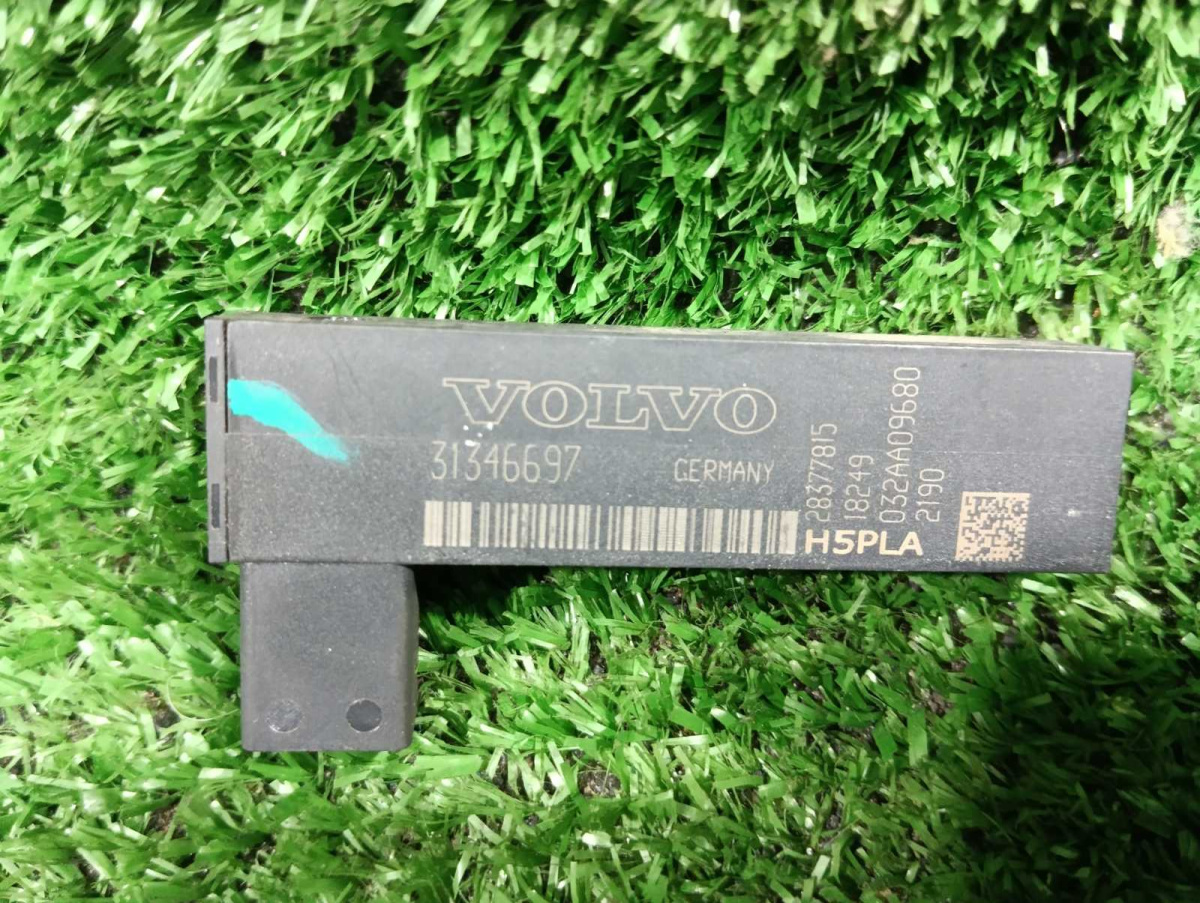 VOLVO
31346697
GERMANY
28377815
18249
032AA09680
2190
H5PLA